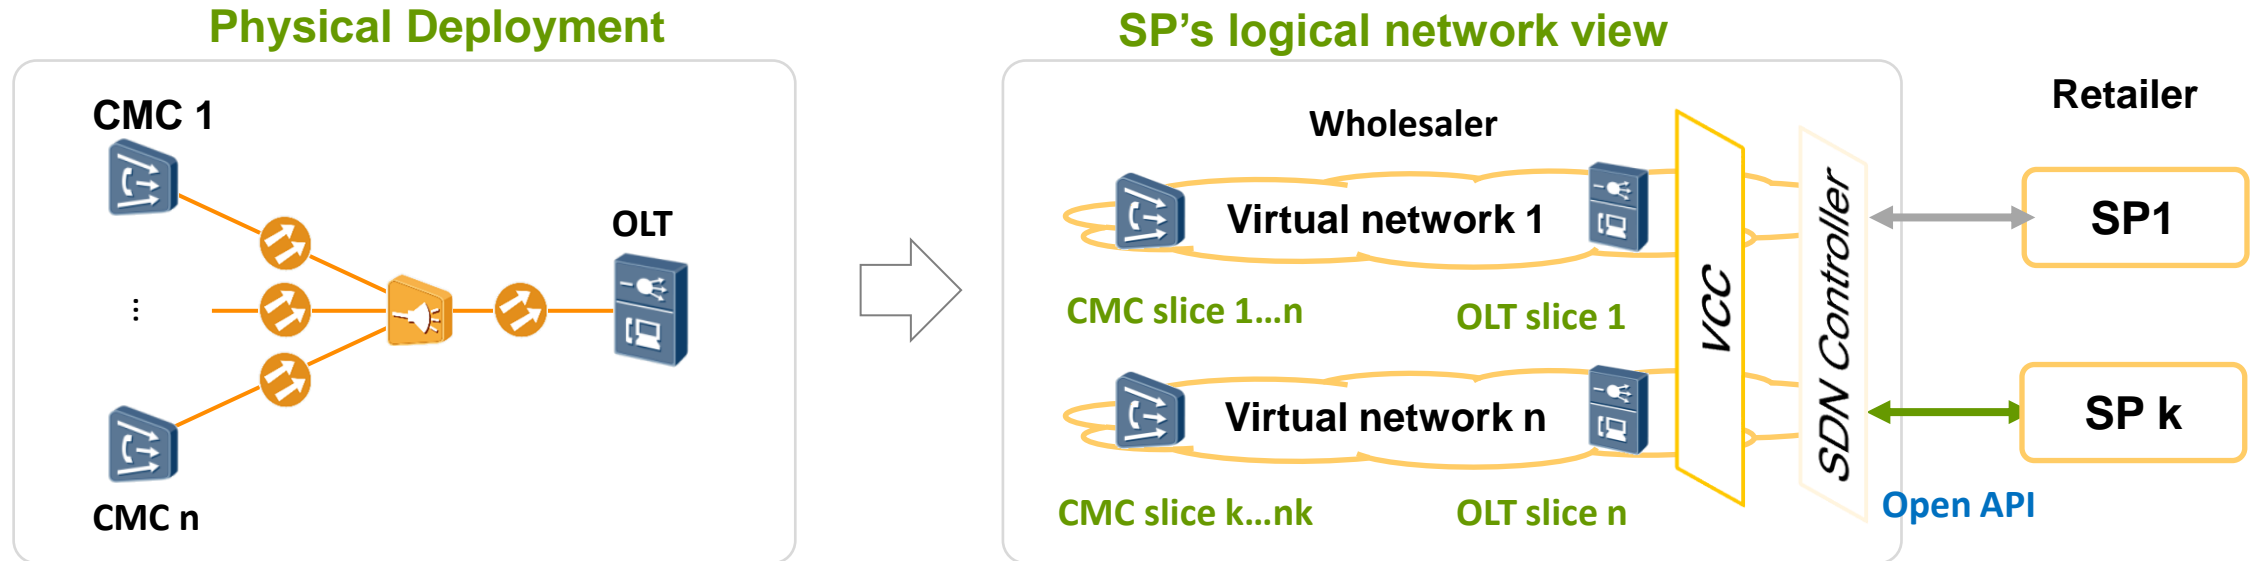 Physical Deployment
CMC 1
OLT
...
CMC n
SP’s logical network view
Wholesaler
Virtual network 1
CMC slice 1...n
OLT slice 1
Virtual network n
CMC slice k...nk
OLT slice n
VCC
SDN Controller
Open API
Retailer
SP1
SP k